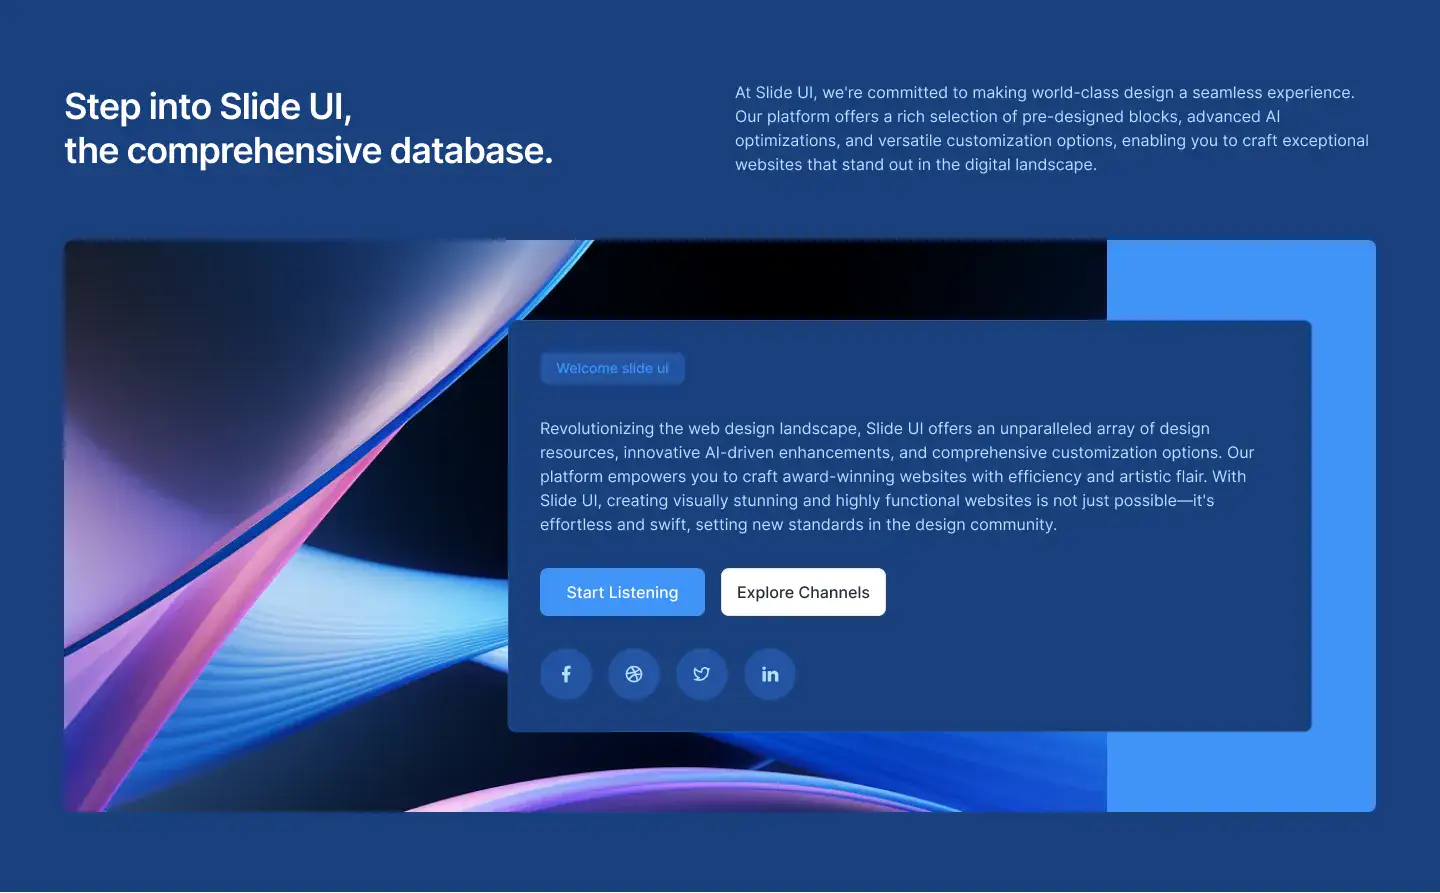 Step into Slide UI,
the comprehensive database.
At Slide UI, we're committed to making world-class design a seamless experience.
Our platform offers a rich selection of pre-designed blocks, advanced AI
optimizations, and versatile customization options, enabling you to craft exceptional
websites that stand out in the digital landscape.
Welcome slide ui
Revolutionizing the web design landscape, Slide UI offers an unparalleled array of design
resources, innovative AI-driven enhancements, and comprehensive customization options. Our
platform empowers you to craft award-winning websites with efficiency and artistic flair. With
Slide UI, creating visually stunning and highly functional websites is not just possible—it's
effortless and swift, setting new standards in the design community.
Start Listening
Explore Channels